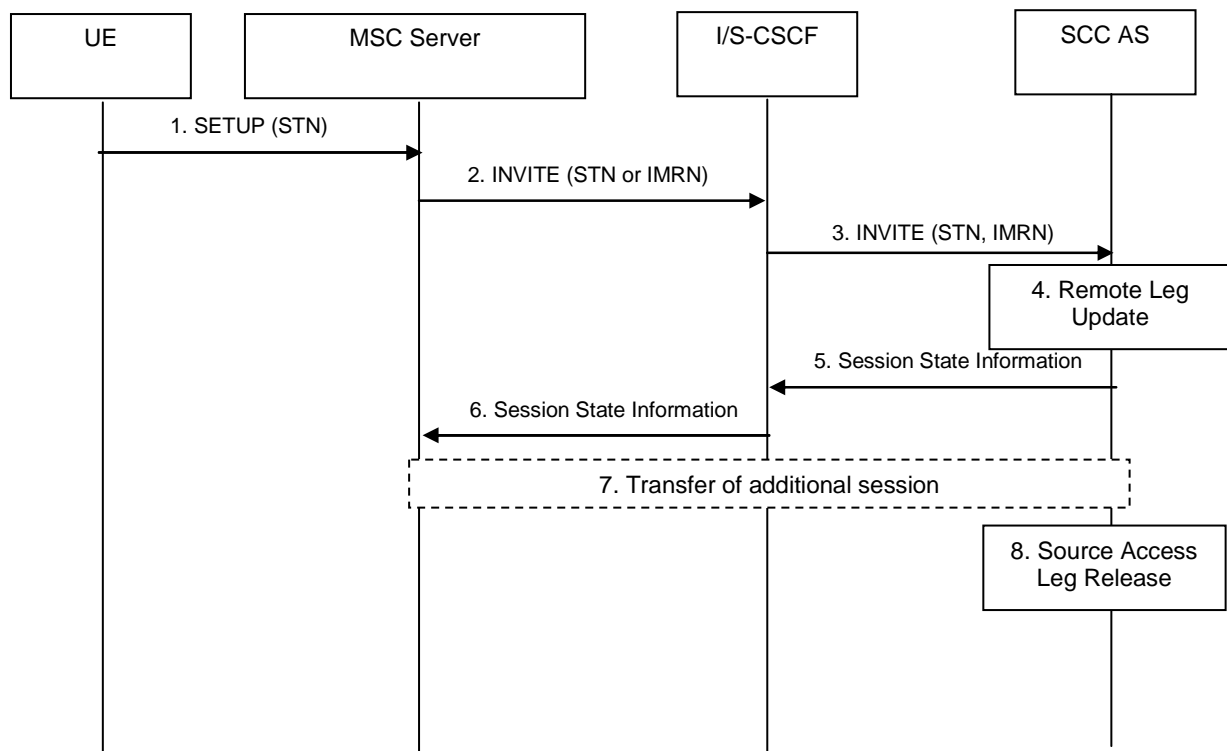 UE
MSC Server
I/S-CSCF
SCC AS
1. SETUP (STN)
2. INVITE (STN or IMRN)
3. INVITE (STN, IMRN)
4. Remote Leg
Update
5. Session State Information
6. Session State Information
7. Transfer of additional session
8. Source Access
Leg Release